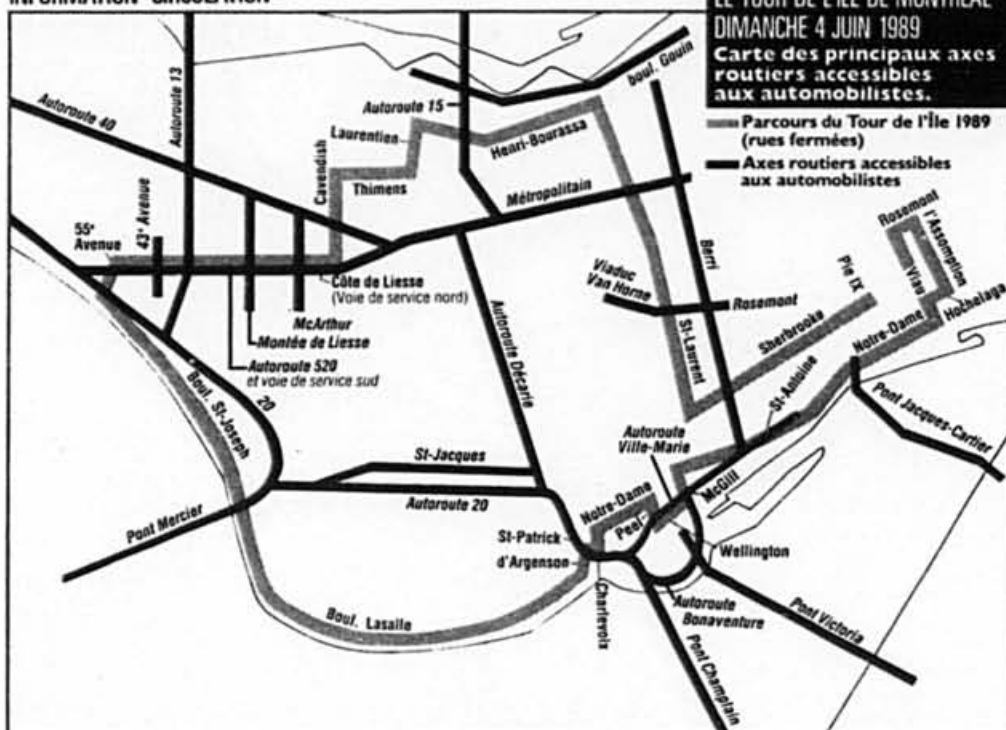 INFORMATION CIRCULATION
LE TOUR DE L'ÎLE DE MONTRÉAL
DIMANCHE 4 JUIN 1989
Carte des principaux axes
routiers accessibles
aux automobilistes.
Parcours du Tour de l'Île 1989
(rues fermées)
Axes routiers accessibles
aux automobilistes
Autoroute 13
Autoroute 40
Autoroute 15
boul. Gouin
Laurentien
Henri-Bourassa
Cavendish
Thimens
Métropolitain
55e
Avenue
43e Avenue
Côte de Liesse
(Voie de service nord)
McArthur
Montée de Liesse
Autoroute 520
et voie de service sud
Autoroute Décarie
Viaduc
Van Horne
Rosemont
Berri
St-Laurent
Sherbrooke
Pie IX
Rosemont
l'Assomption
Viau
Hochelaga
Notre-Dame
St-Antoine
Pont Jacques-Cartier
Boul. St-Joseph
20
St-Jacques
Autoroute 20
Autoroute
Ville-Marie
McGill
Notre-Dame
Peel
Pont Mercier
St-Patrick
d'Argenson
Wellington
Charlevoix
Autoroute
Bonaventure
Pont Victoria
Boul. Lasalle
Pont Champlain